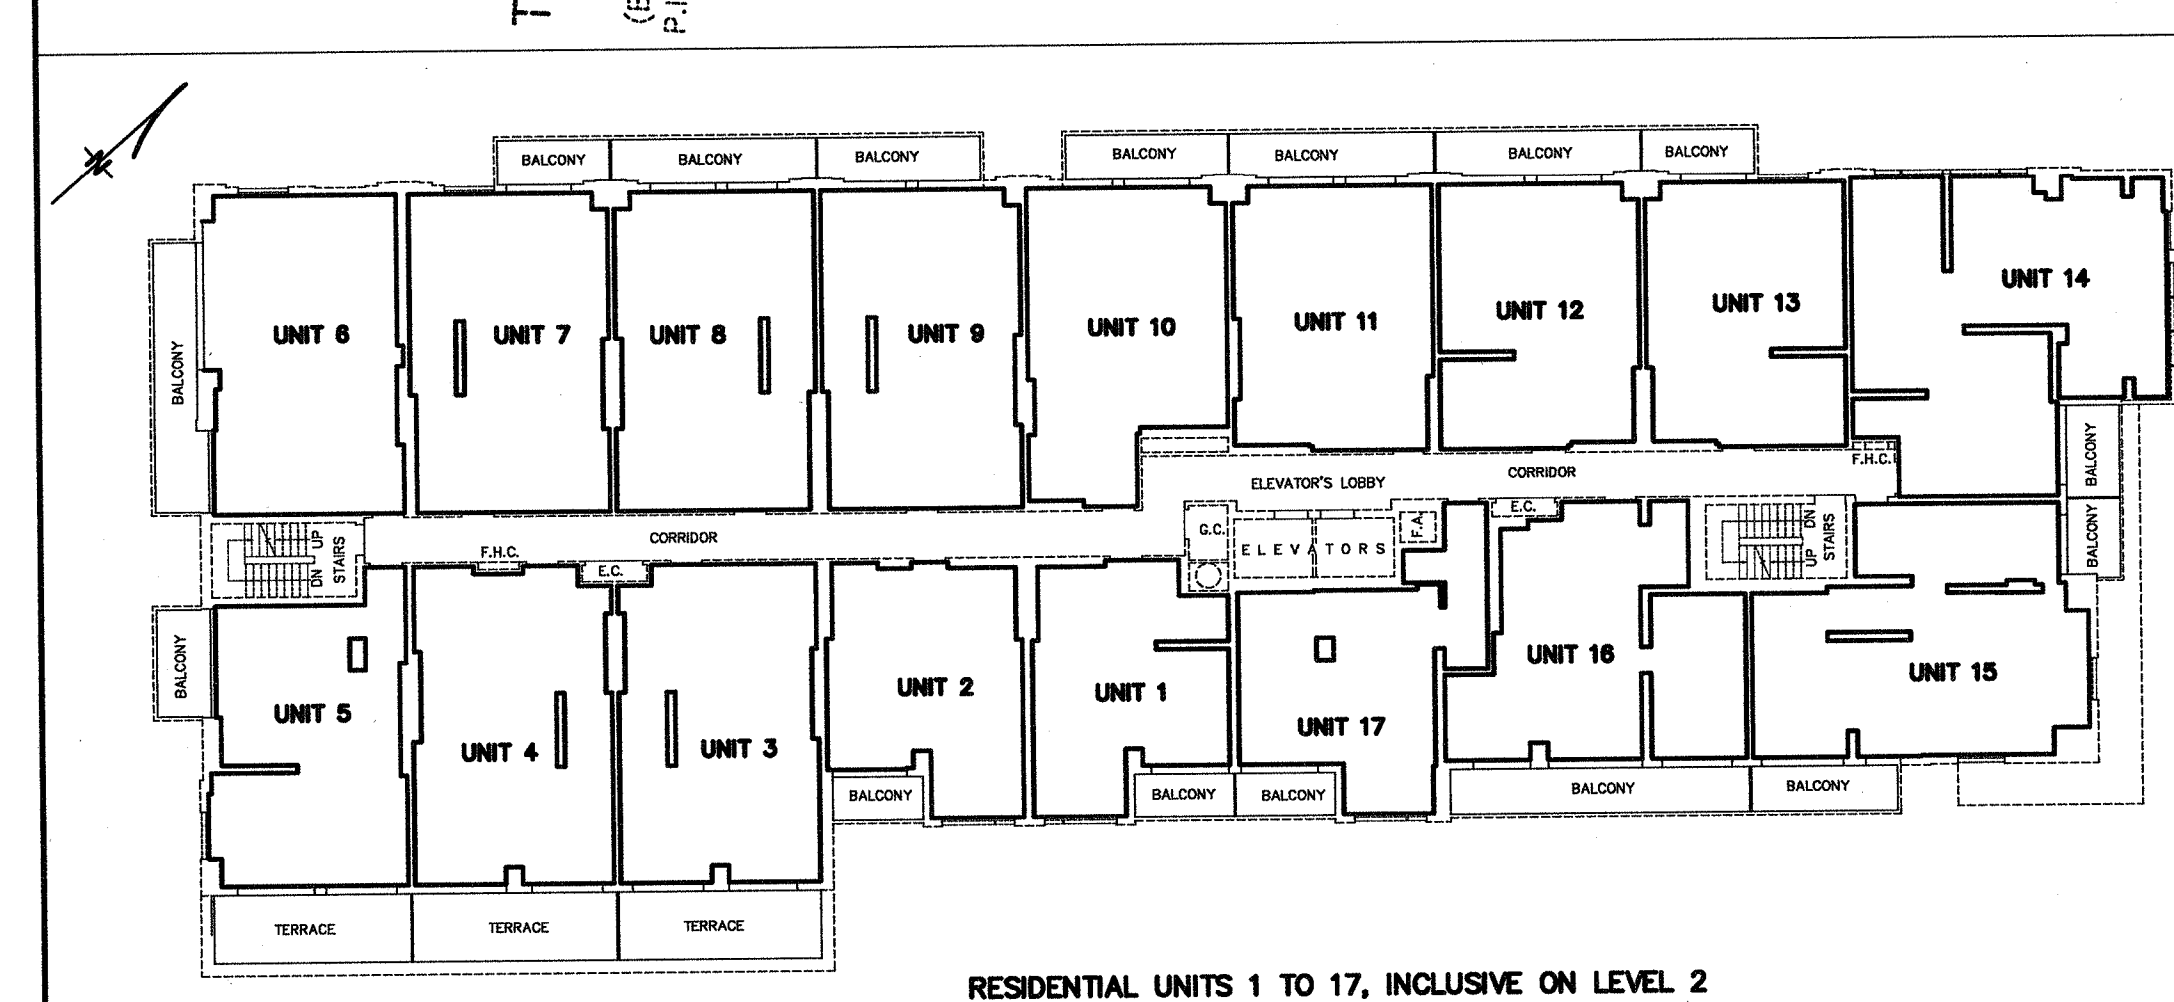 BALCONY BALCONY BALCONY BALCONY BALCONY BALCONY BALCONY
UNIT 6 UNIT 7 UNIT 8 UNIT 9 UNIT 10 UNIT 11 UNIT 12 UNIT 13 UNIT 14
BALCONY
BALCONY
F.H.C.
ELEVATOR'S LOBBY CORRIDOR
E.C.
G.C. F.A.
CORRIDOR
ELEVATORS
UP
DN
STAIRS
F.H.C.
E.C.
DN
UP
STAIRS
BALCONY
BALCONY
UNIT 5 UNIT 4 UNIT 3 UNIT 2 UNIT 1 UNIT 17 UNIT 16 UNIT 15
BALCONY BALCONY BALCONY BALCONY BALCONY
TERRACE TERRACE TERRACE
RESIDENTIAL UNITS 1 TO 17, INCLUSIVE ON LEVEL 2